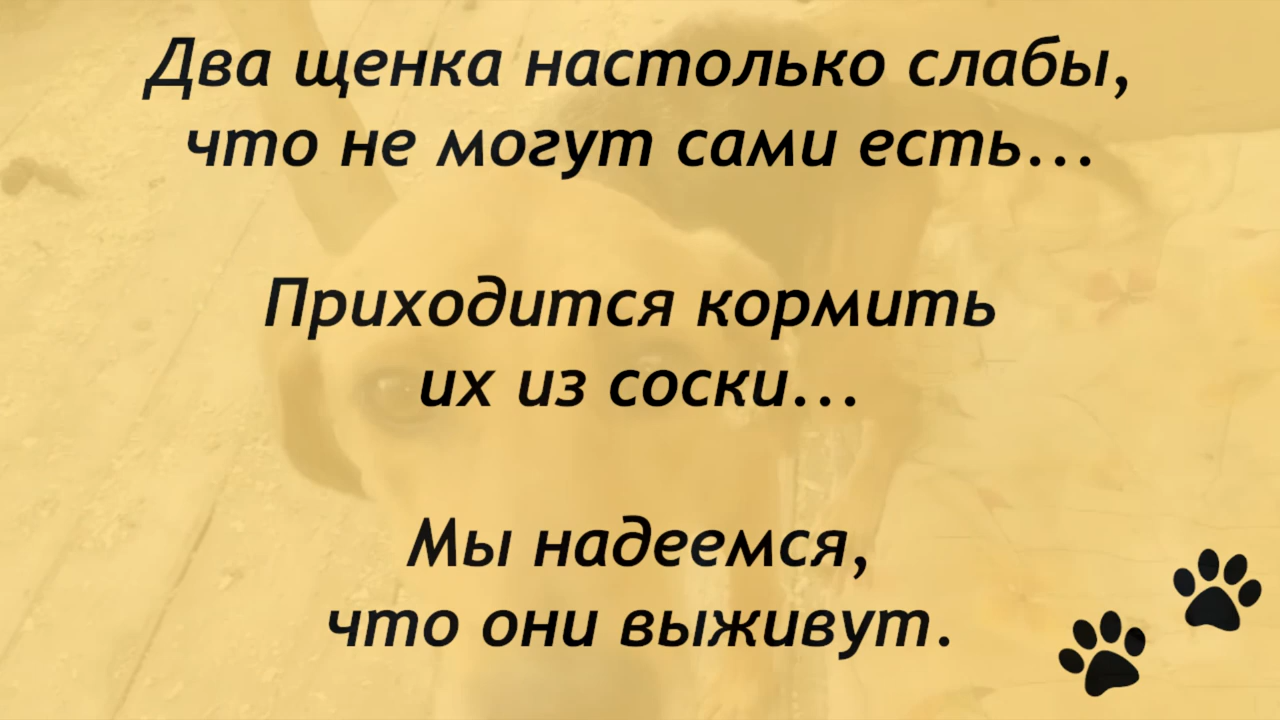 Два щенка настолько слабы,
что не могут сами есть...
Приходится кормить
их из соски...
Мы надеемся,
что они выживут.